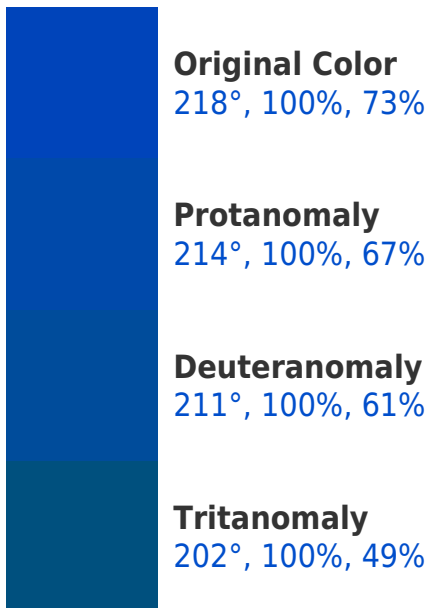 Original Color
218°, 100%, 73%
Protanomaly
214°, 100%, 67%
Deuteranomaly
211°, 100%, 61%
Tritanomaly
202°, 100%, 49%